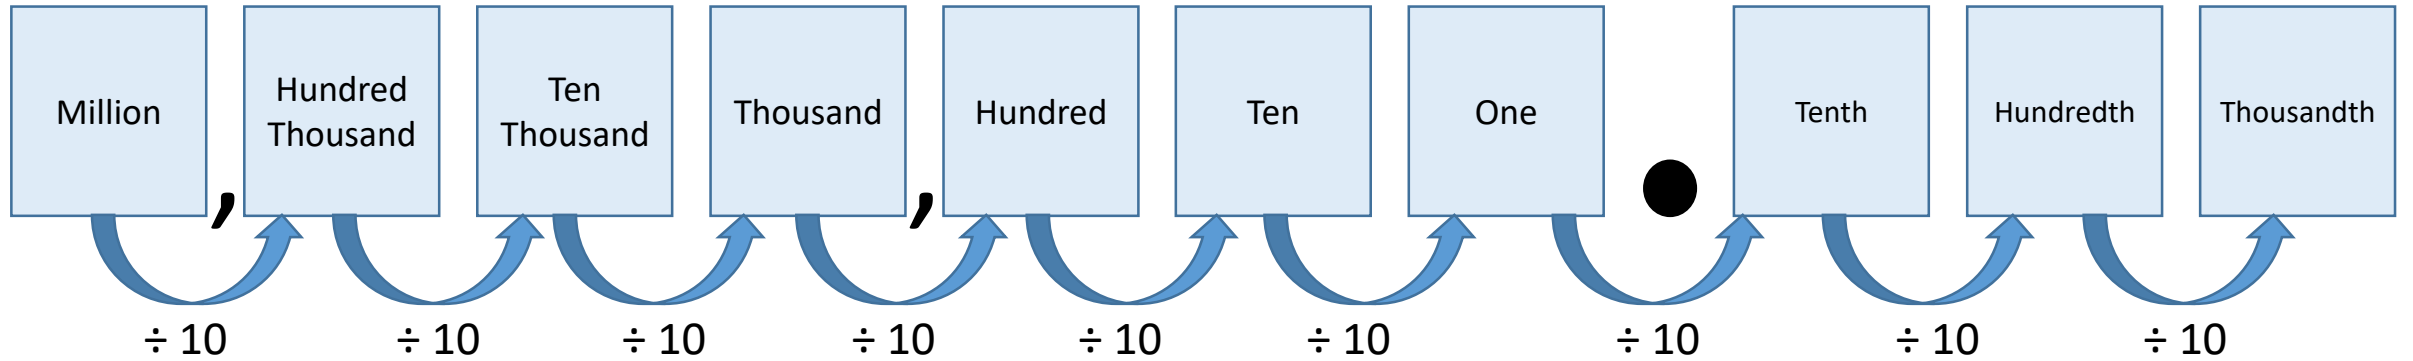 Million , Hundred
Thousand Ten
Thousand Thousand , Hundred Ten One . Tenth Hundredth Thousandth
÷ 10 ÷ 10 ÷ 10 ÷ 10 ÷ 10 ÷ 10 ÷ 10 ÷ 10 ÷ 10